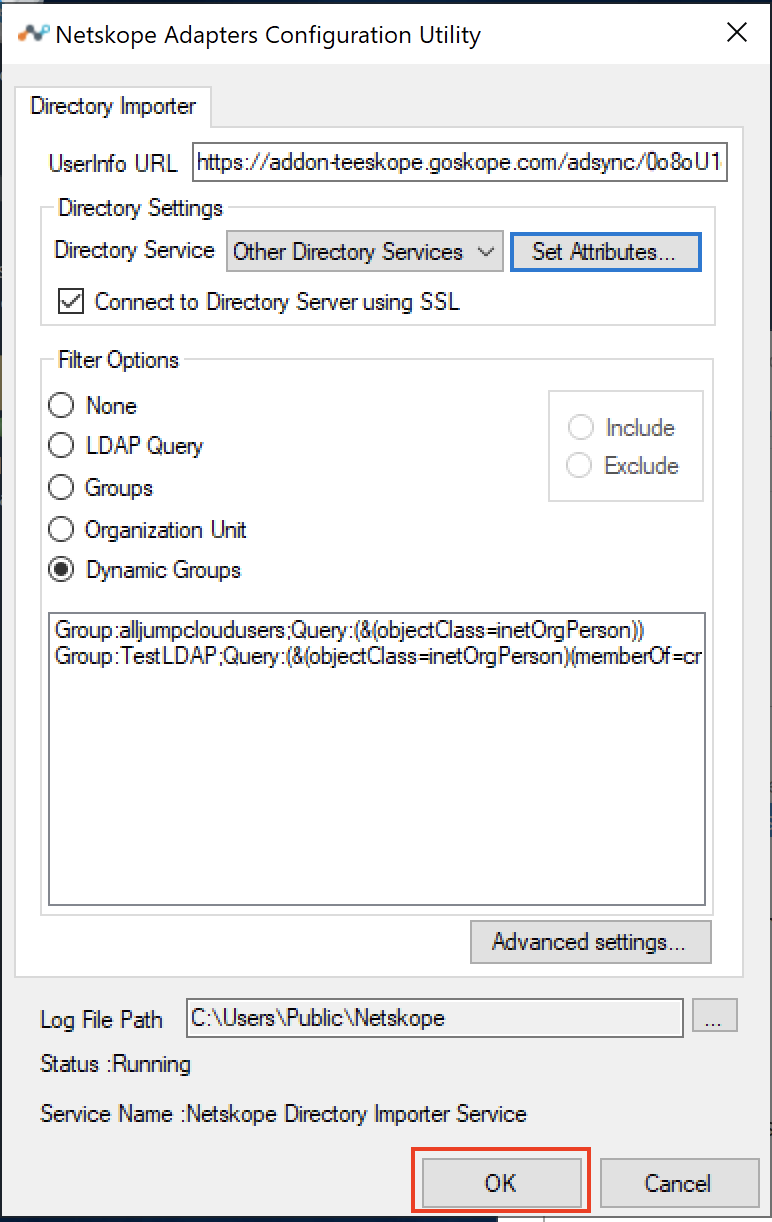 Netskope Adapters Configuration Utility
Directory Importer
UserInfo URL https://addon-teeskope.goskope.com/adsync/0o8oU1
Directory Settings
Directory Service Other Directory Services Set Attributes...
Connect to Directory Server using SSL
Filter Options
None
Include
LDAP Query
Exclude
Groups
Organization Unit
Dynamic Groups
Group:alljumpcloudusers;Query:(&(objectClass=inetOrgPerson))
Group:TestLDAP;Query:(&(objectClass=inetOrgPerson)(memberOf=cr
Advanced settings...
Log File Path C:\Users\Public\Netskope ...
Status :Running
Service Name :Netskope Directory Importer Service
OK Cancel